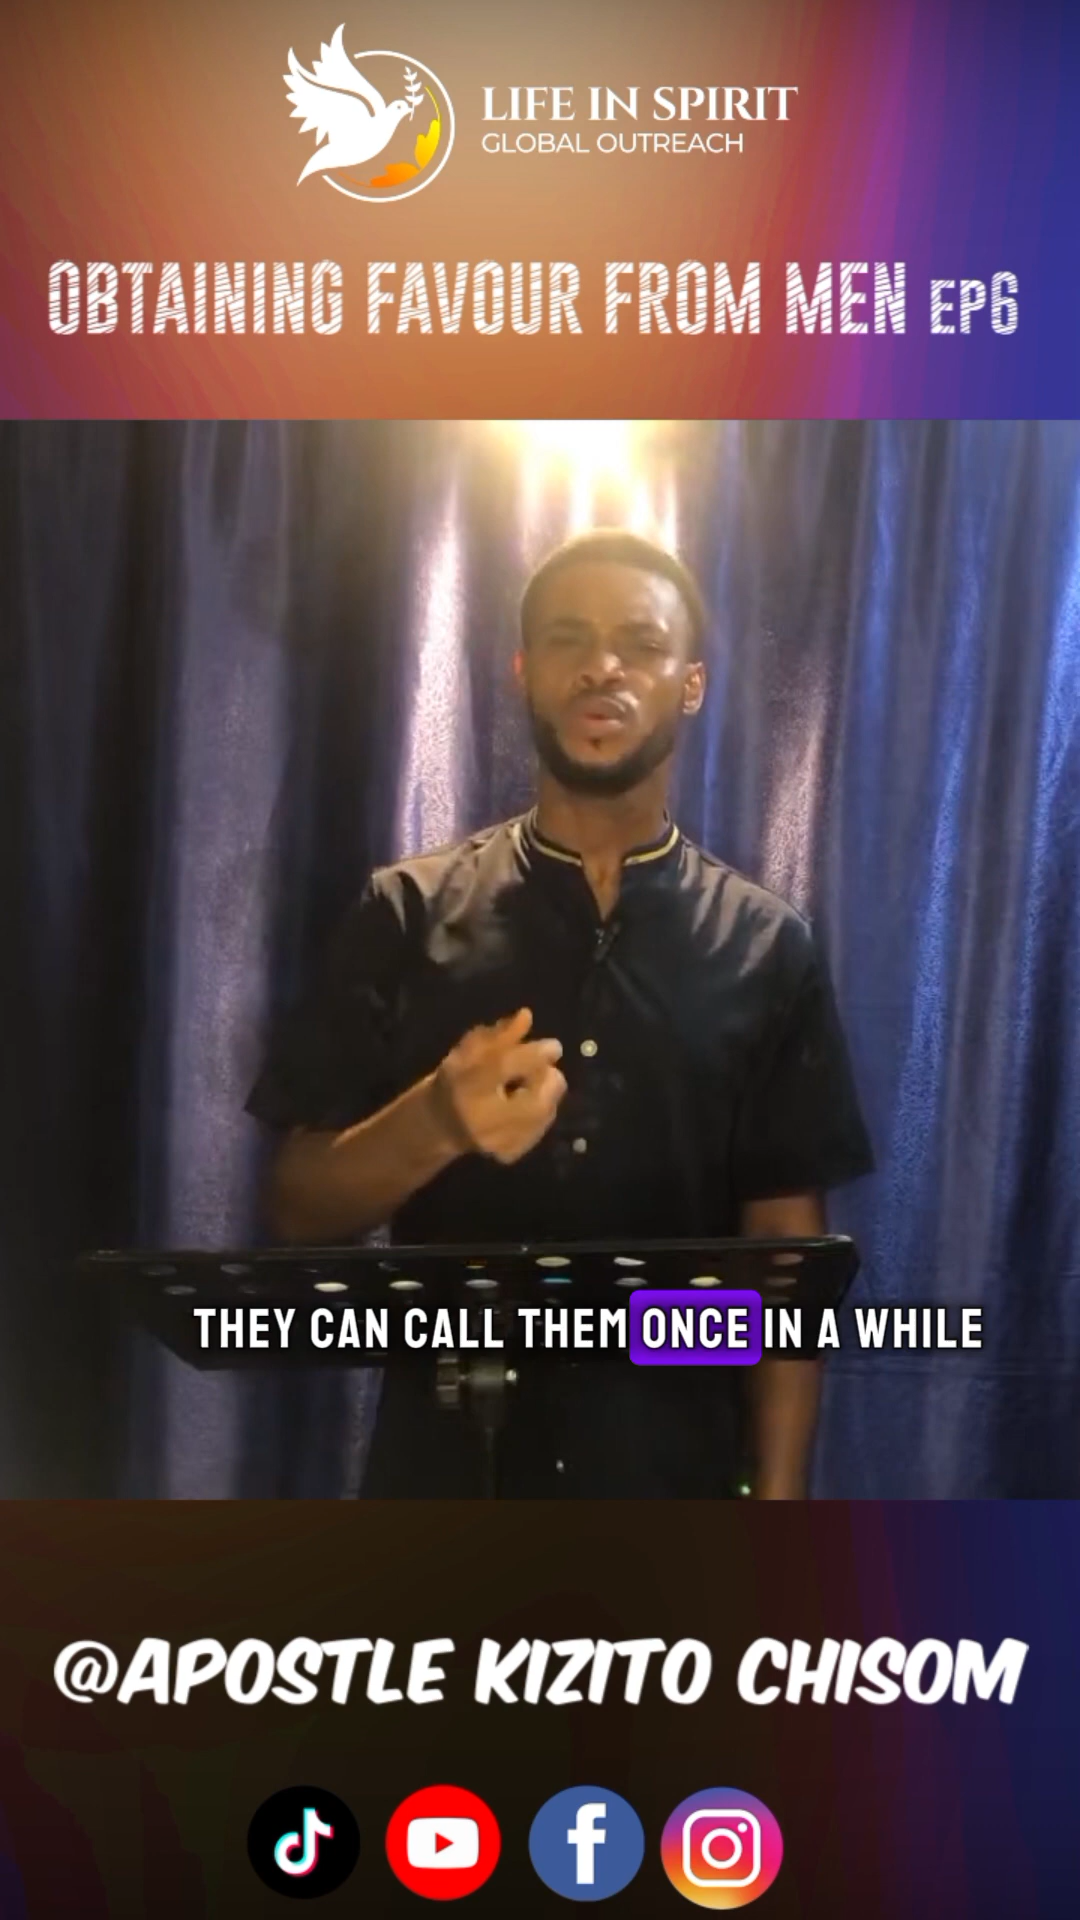 LIFE IN SPIRIT
GLOBAL OUTREACH
OBTAINING FAVOUR FROM MEN EP6
THEY CAN CALL THEM ONCE IN A WHILE
@APOSTLE KIZITO CHISOM